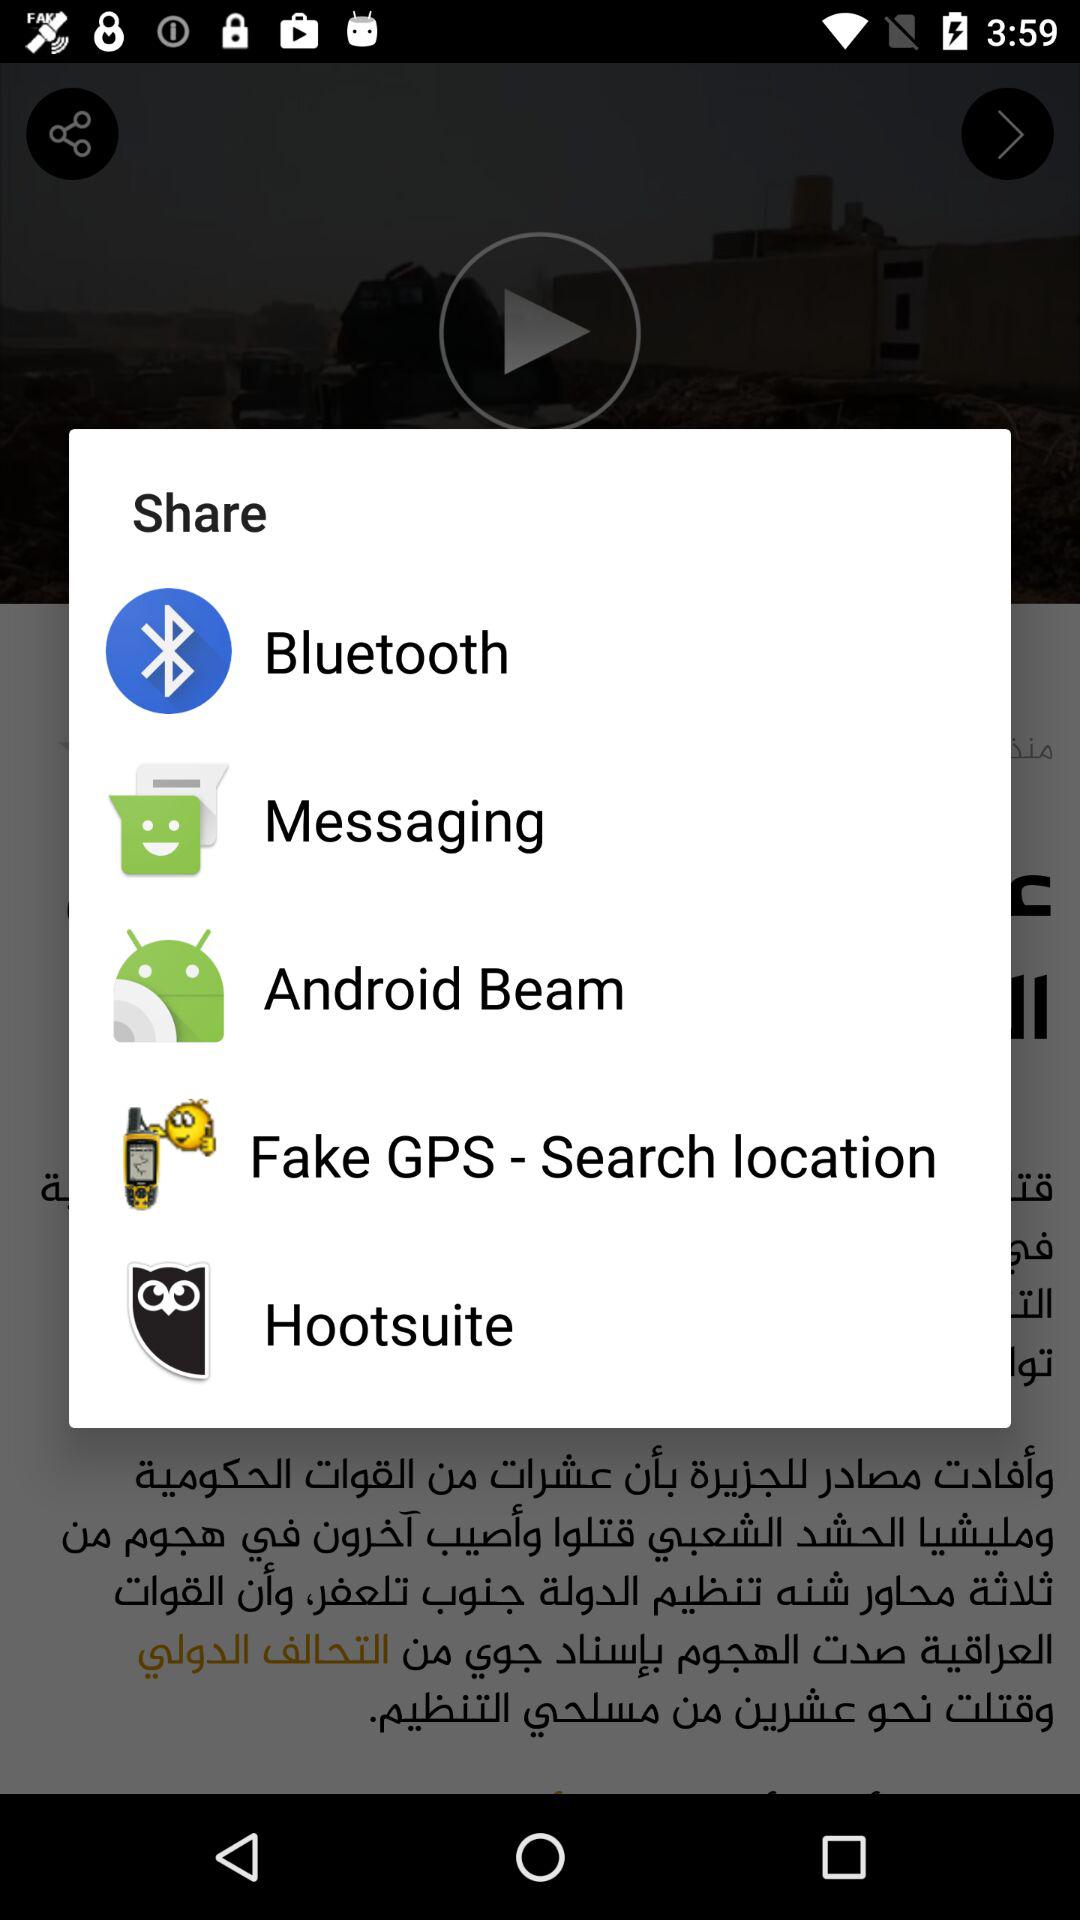 FAKE
3:59
Share
Bluetooth
منذ
Messaging
Android Beam
Fake GPS - Search location
Hootsuite
وأفادت مصادر للجزيرة بأن عشرات من القوات الحكومية
ومليشيا الحشد الشعبي قتلوا وأصيب آخرون في هجوم من
ثلاثة محاور شنه تنظيم الدولة جنوب تلعفر، وأن القوات
العراقية صدت الهجوم بإسناد جوي من التحالف الدولي
وقتلت نحو عشرين من مسلحي التنظيم.